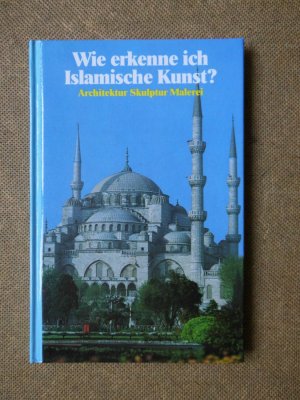 Wie erkenne ich
Islamische Kunst?
Architektur Skulptur Malerei